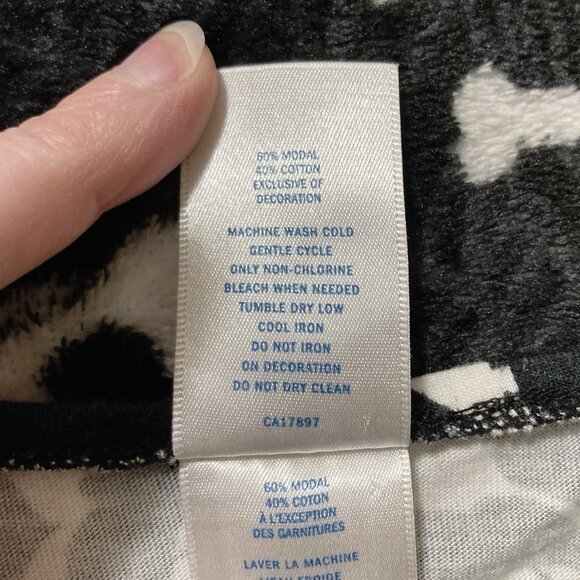 60% MODAL
40% COTTON
EXCLUSIVE OF
DECORATION
MACHINE WASH COLD
GENTLE CYCLE
ONLY NON-CHLORINE
BLEACH WHEN NEEDED
TUMBLE DRY LOW
COOL IRON
DO NOT IRON
ON DECORATION
DO NOT DRY CLEAN
CA17897
60% MODAL
40% COTON
À L'EXCEPTION
DES GARNITURES
LAVER LA MACHINE
L'EAU FROIDE